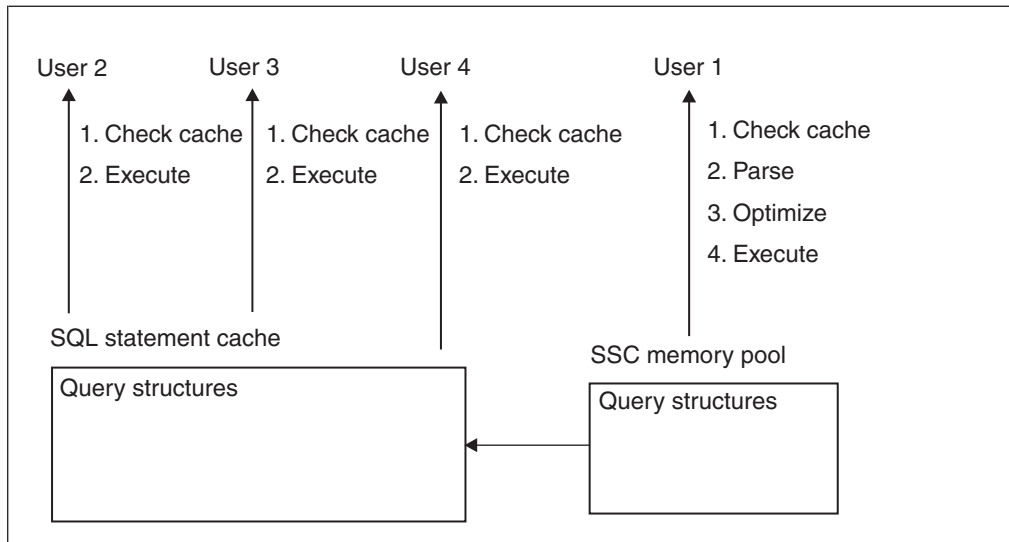 User 2
User 3
User 4
User 1
1. Check cache
2. Execute
1. Check cache
2. Execute
1. Check cache
2. Execute
1. Check cache
2. Parse
3. Optimize
4. Execute
SQL statement cache
Query structures
SSC memory pool
Query structures